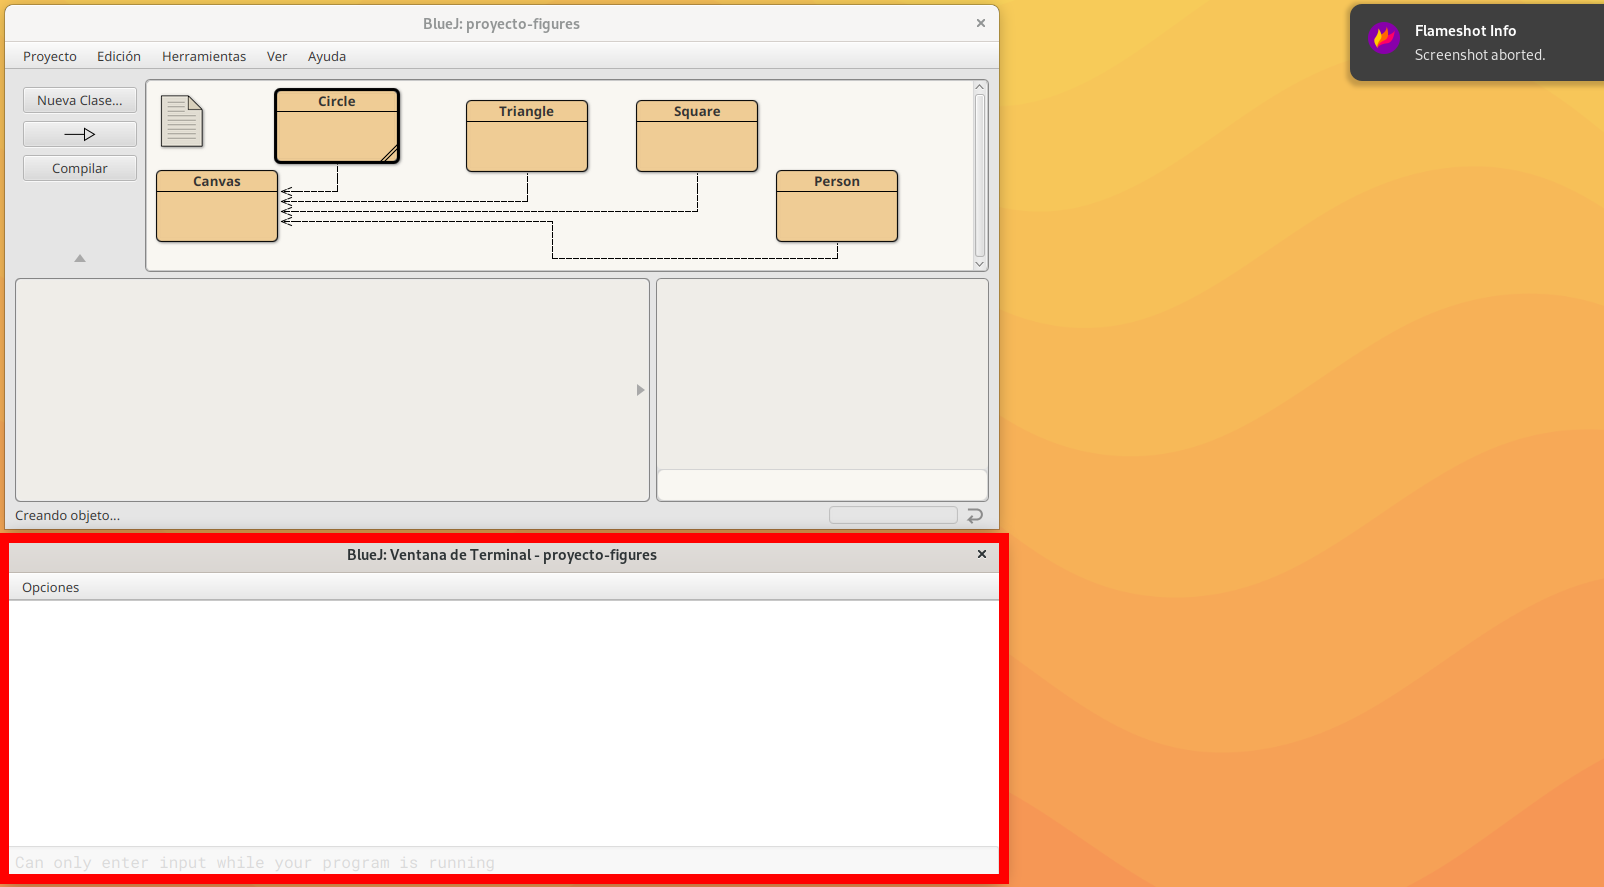 BlueJ: proyecto-figures
Proyecto Edición Herramientas Ver Ayuda
Nueva Clase...
Compilar
Circle
Triangle
Square
Canvas
Person
Creando objeto...
BlueJ: Ventana de Terminal - proyecto-figures
Opciones
Can only enter input while your program is running
Flameshot Info
Screenshot aborted.